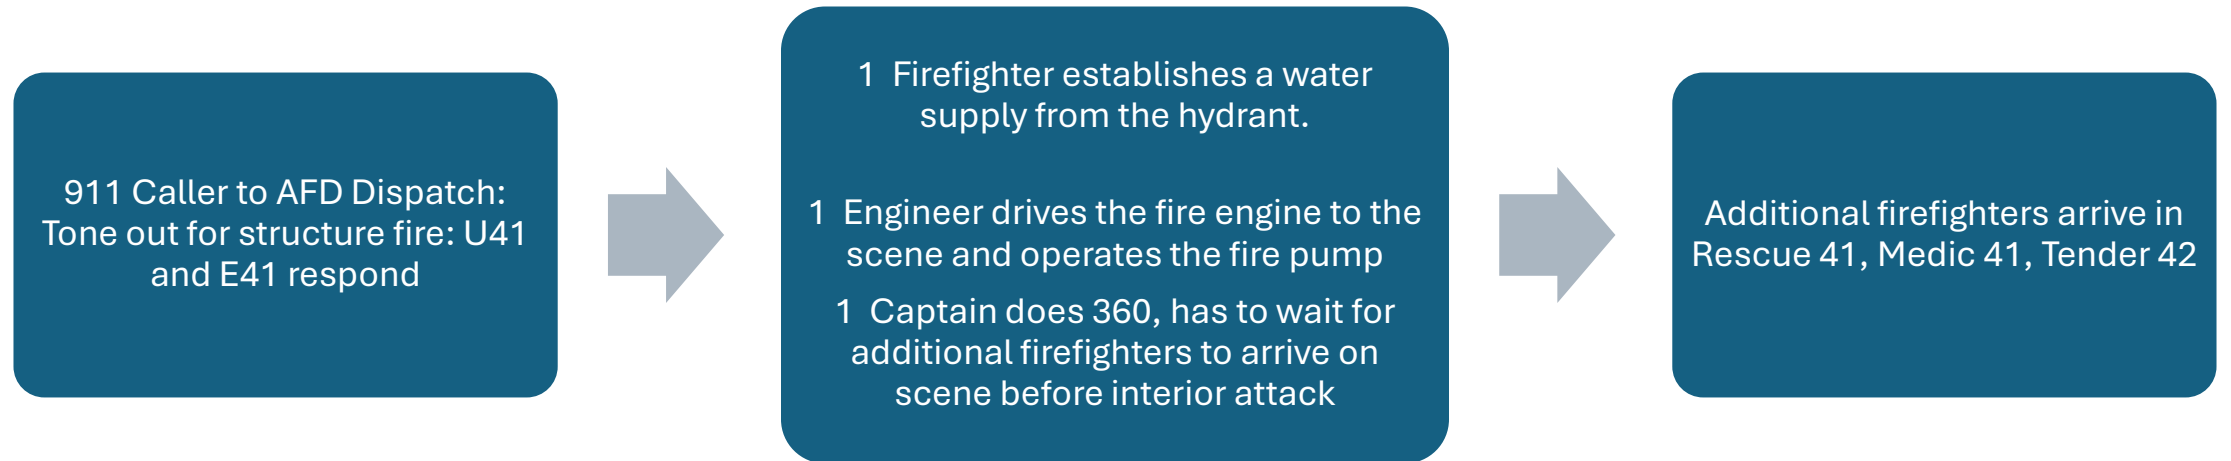 911 Caller to AFD Dispatch:
Tone out for structure fire: U41
and E41 respond
1 Firefighter establishes a water
supply from the hydrant.
1 Engineer drives the fire engine to the
scene and operates the fire pump
1 Captain does 360, has to wait for
additional firefighters to arrive on
scene before interior attack
Additional firefighters arrive in
Rescue 41, Medic 41, Tender 42